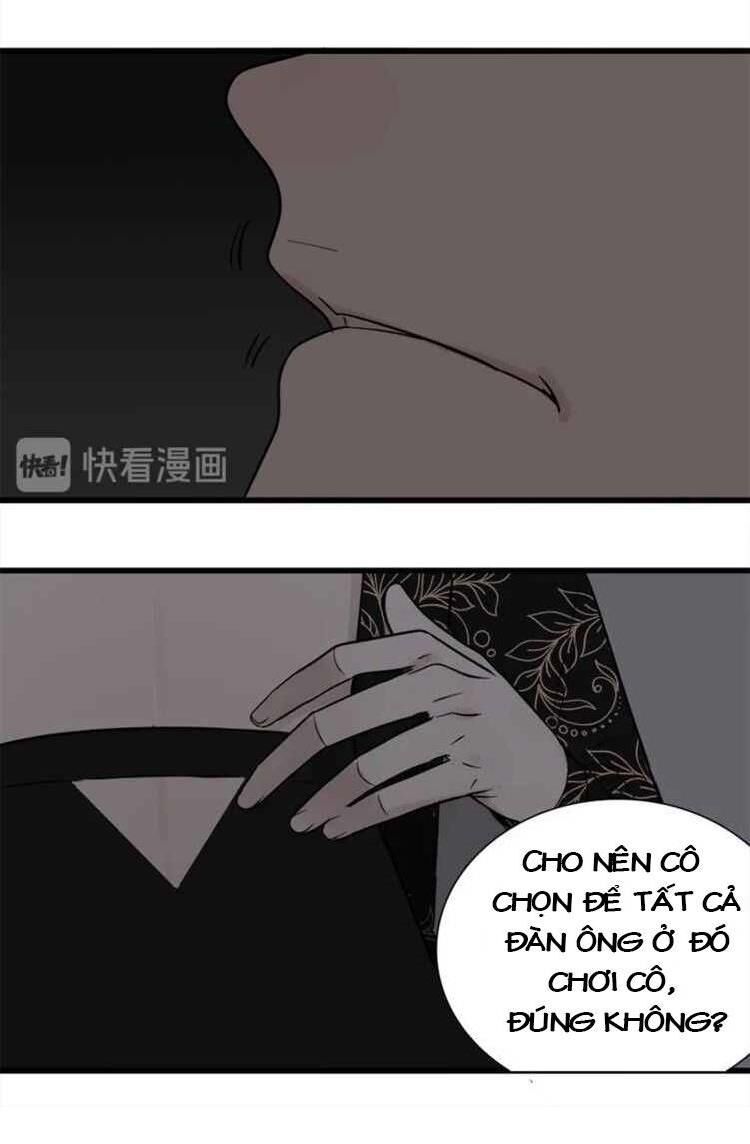 快看! 快看漫画
CHO NÊN CÔ
CHỌN ĐỂ TẤT CẢ
ĐÀN ÔNG Ở ĐÓ
CHƠI CÔ,
ĐÚNG KHÔNG?